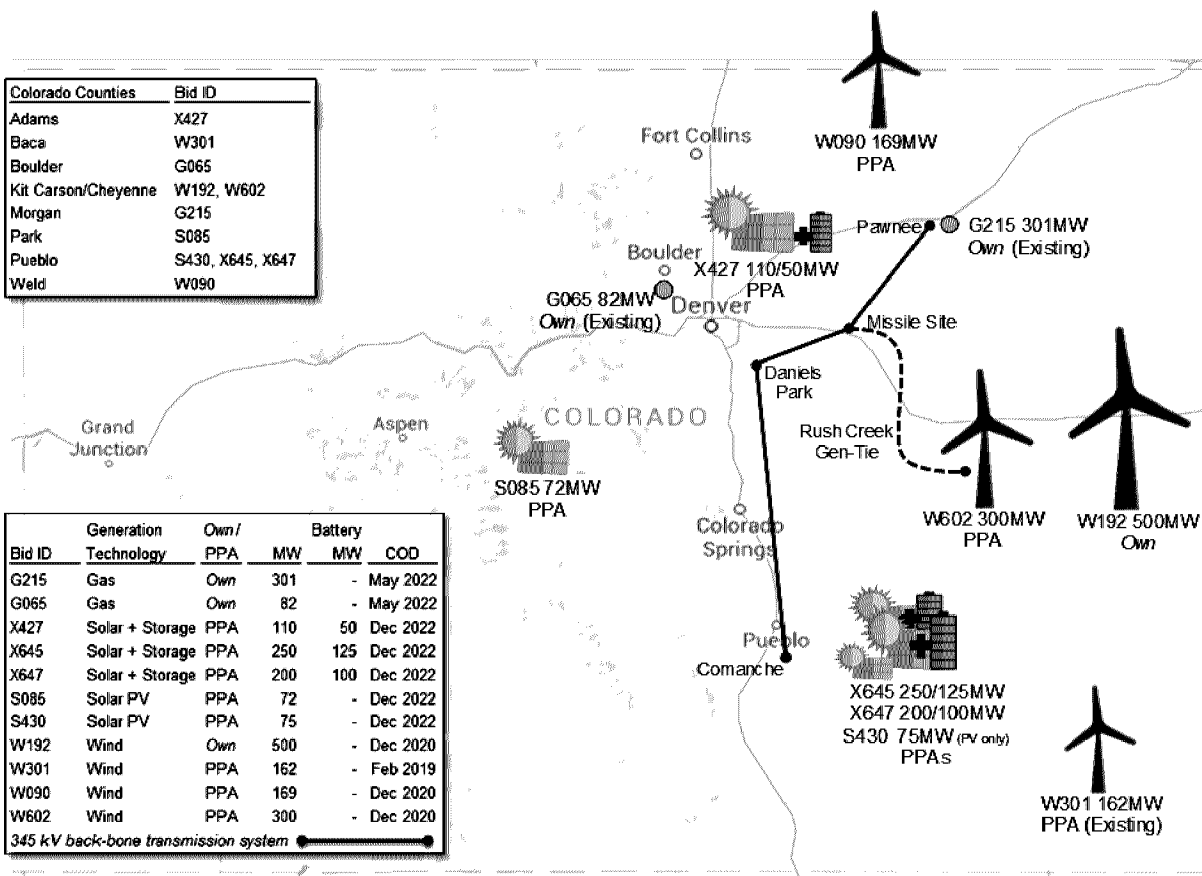 Colorado Counties Bid ID
Adams X427
Baca W301
Boulder G065
Kit Carson/Cheyenne W192, W602
Morgan G215
Park S085
Pueblo S430, X645, X647
Weld W090
W090 169MW
PPA
Fort Collins
Pawnee
G215 301MW
Own (Existing)
Boulder
X427 110/50MW
PPA
G065 82MW
Own (Existing)
Denver
Missile Site
Daniels
Park
COLORADO
Grand
Junction
Aspen
Rush Creek
Gen-Tie
S085 72MW
PPA
W602 300MW
PPA
W192 500MW
Own
Colorado
Springs
Pueblo
Comanche
X645 250/125MW
X647 200/100MW
S430 75MW (PV only)
PPAs
W301 162MW
PPA (Existing)
Generation Own / Battery
Bid ID Technology PPA MW MW COD
G215 Gas Own 301 - May 2022
G065 Gas Own 82 - May 2022
X427 Solar + Storage PPA 110 50 Dec 2022
X645 Solar + Storage PPA 250 125 Dec 2022
X647 Solar + Storage PPA 200 100 Dec 2022
S085 Solar PV PPA 72 - Dec 2022
S430 Solar PV PPA 75 - Dec 2022
W192 Wind Own 500 - Dec 2020
W301 Wind PPA 162 - Feb 2019
W090 Wind PPA 169 - Dec 2020
W602 Wind PPA 300 - Dec 2020
345 kV back-bone transmission system